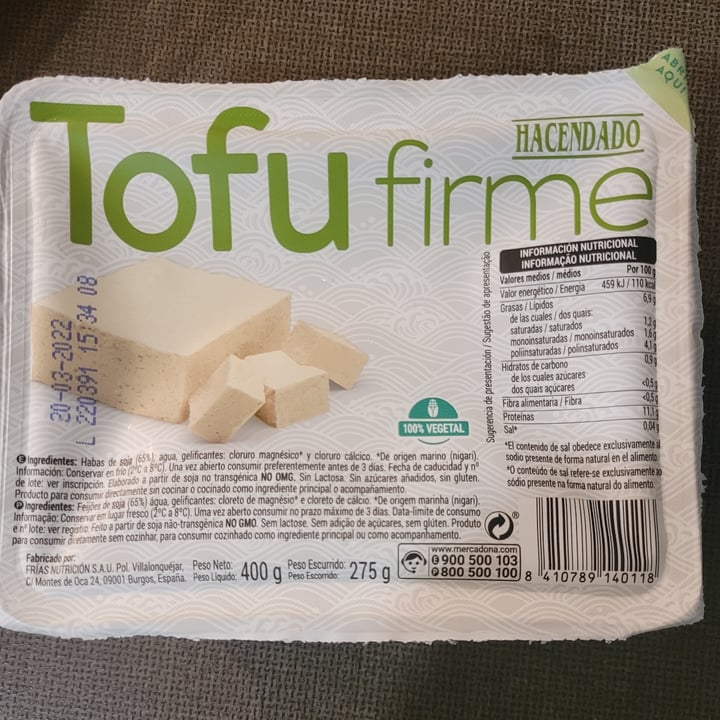 ABR
AQUÍ
HACENDADO
Tofu firme
INFORMACIÓN NUTRICIONAL
INFORMAÇÃO NUTRICIONAL
Valores medios / médios Por 100 g
Valor energético / Energia 459 kJ / 110 kcal
Grasas / Lípidos 6,9 g
de las cuales / dos quais:
saturadas / saturados 1,2 g
monoinsaturadas / monoinsaturados 1,6 g
poliinsaturadas / polinsaturados 4,1 g
Hidratos de carbono 0,9
de los cuales azúcares
dos quais açúcares <0,5
Fibra alimentaria / Fibra <0,5
Proteínas 11,1
Sal* 0,04
*El contenido de sal obedece exclusivamente al
sodio presente de forma natural en el alimento.
*O conteúdo de sal refere-se exclusivamente ao
sódio presente na forma natural do alimento.
Sugerencia de presentación / Sugestão de apresentação
20-03-2022
L 220391 15:34 08
100% VEGETAL
E Ingredientes: Habas de soja (65%), agua, gelificantes: cloruro magnésico* y cloruro cálcico. *De origen marino (nigari).
Información: Conservar en frío (2ºC a 8ºC). Una vez abierto consumir preferentemente antes de 3 días. Fecha de caducidad y nº
de lote: ver inscripción. Elaborado a partir de soja no transgénica NO OMG. Sin Lactosa. Sin azúcares añadidos, sin gluten.
Producto para consumir directamente sin cocinar o cocinado como ingrediente principal o acompañamiento.
P Ingredientes: Feijões de soja (65%) água, gelificantes: cloreto de magnésio* e cloreto de cálcio. *De origem marinha (nigari).
Informação: Conservar em lugar fresco (2ºC a 8ºC). Uma vez aberto consumir no prazo máximo de 3 dias. Data-limite de consumo
e nº lote: ver registo. Feito a partir de soja não-transgénica NO GMO. Sem lactose. Sem adição de açúcares, sem glúten. Produto
para consumir diretamente sem cozinhar, para consumir cozinhado como ingrediente principal ou como acompanhamento.
Fabricado por:
FRÍAS NUTRICIÓN S.A.U. Pol. Villalonquéjar,
C/ Montes de Oca 24, 09001 Burgos, España.
Peso Neto:
Peso Líquido: 400 g
Peso Escurrido:
Peso Escorrido: 275 g
www.mercadona.com
E 900 500 103
P 800 500 100
8 410789 140118